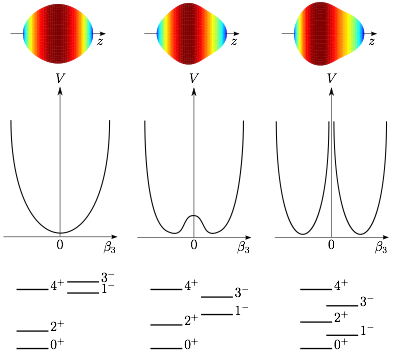 z z z
V V V
0 β₃ 0 β₃ 0 β₃
4⁺ 3⁻ 4⁺ 4⁺
1⁻ 3⁻ 3⁻
2⁺ 1⁻ 2⁺
2⁺ 1⁻
0⁺ 0⁺ 0⁺